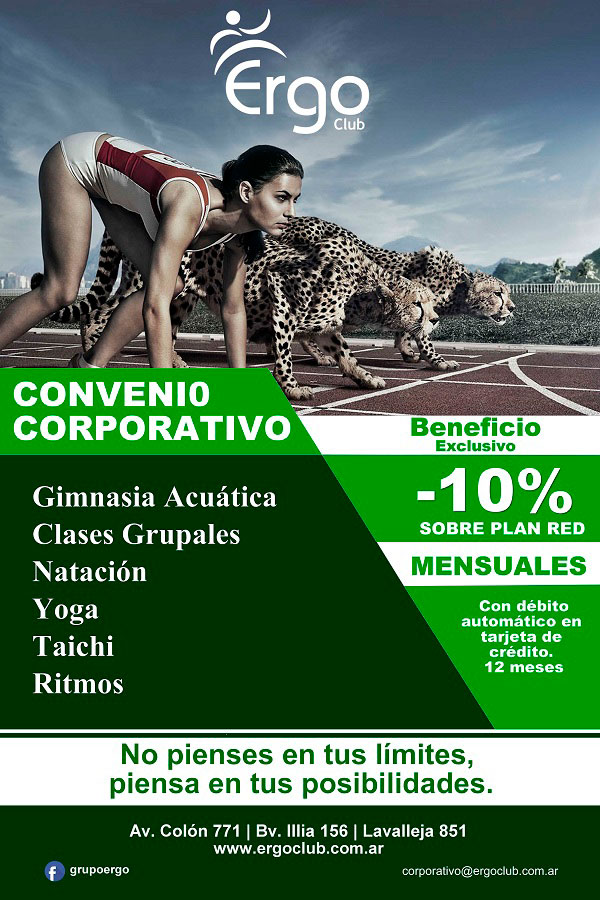 Ergo
Club
CONVENI0
CORPORATIVO
Beneficio
Exclusivo
-10%
SOBRE PLAN RED
MENSUALES
Con débito
automático en
tarjeta de
crédito.
12 meses
Gimnasia Acuática
Clases Grupales
Natación
Yoga
Taichi
Ritmos
No pienses en tus límites,
piensa en tus posibilidades.
Av. Colón 771 | Bv. Illia 156 | Lavalleja 851
www.ergoclub.com.ar
f grupoergo
corporativo@ergoclub.com.ar